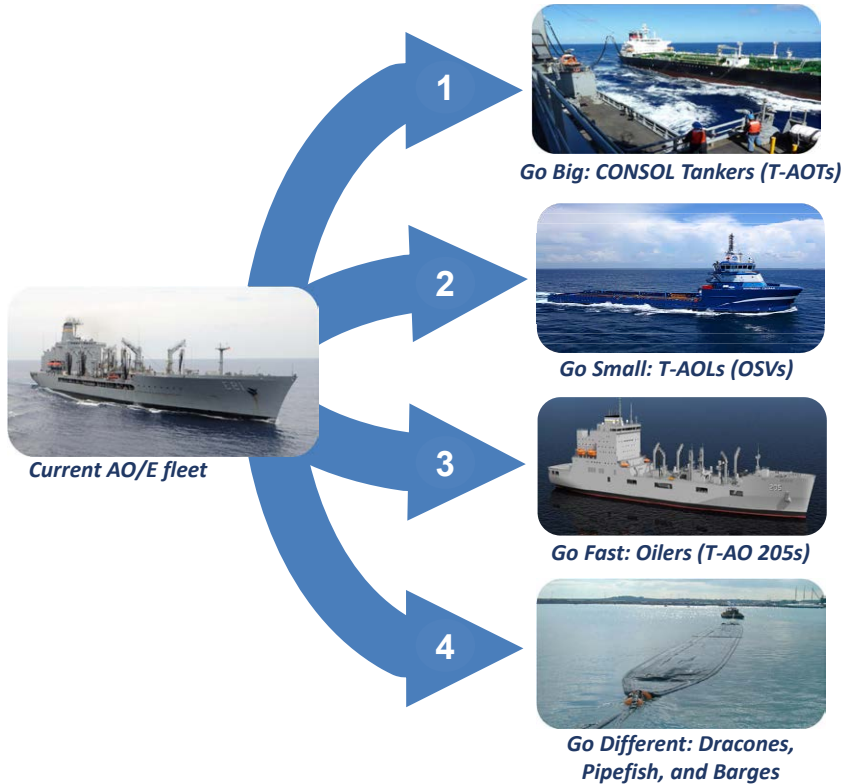 1
Go Big: CONSOL Tankers (T-AOTs)
2
Go Small: T-AOLs (OSVs)
Current AO/E fleet
3
205
Go Fast: Oilers (T-AO 205s)
4
Go Different: Dracones,
Pipefish, and Barges